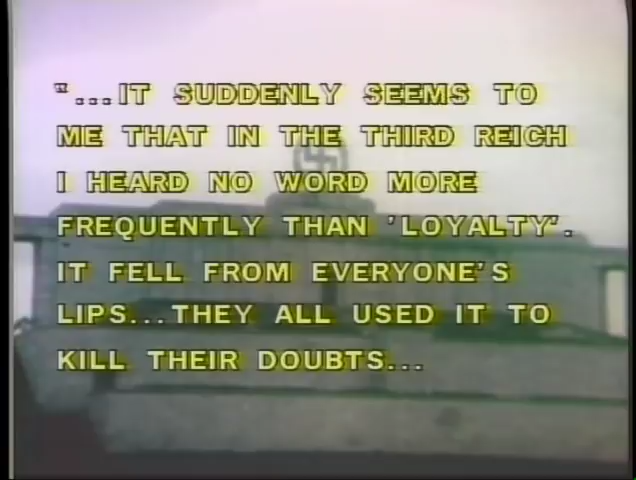 "...IT SUDDENLY SEEMS TO
ME THAT IN THE THIRD REICH
I HEARD NO WORD MORE
FREQUENTLY THAN 'LOYALTY'.
IT FELL FROM EVERYONE'S
LIPS...THEY ALL USED IT TO
KILL THEIR DOUBTS...